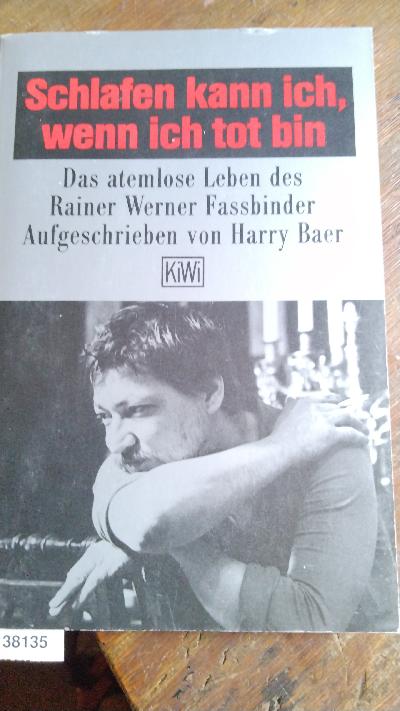 Schlafen kann ich,
wenn ich tot bin
Das atemlose Leben des
Rainer Werner Fassbinder
Aufgeschrieben von Harry Baer
KiWi
38135